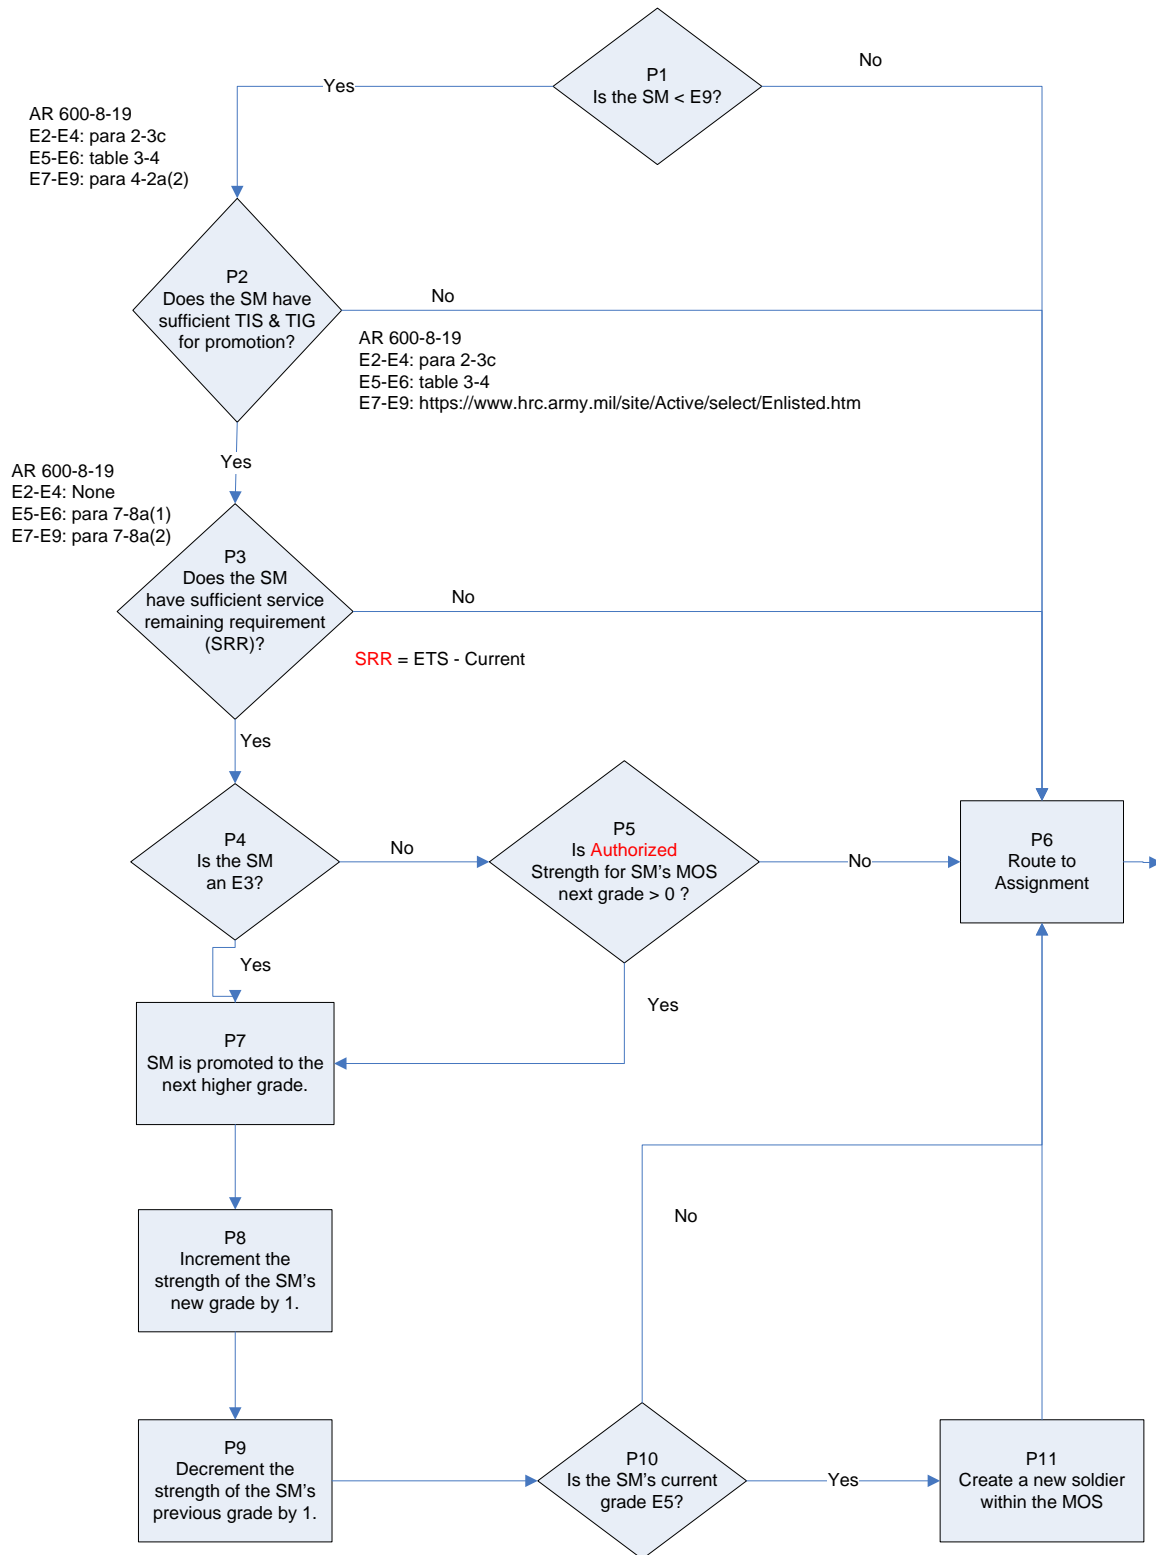 P1
Is the SM < E9?
No
Yes
AR 600-8-19
E2-E4: para 2-3c
E5-E6: table 3-4
E7-E9: para 4-2a(2)
P2
Does the SM have
sufficient TIS & TIG
for promotion?
No
AR 600-8-19
E2-E4: para 2-3c
E5-E6: table 3-4
E7-E9: https://www.hrc.army.mil/site/Active/select/Enlisted.htm
Yes
AR 600-8-19
E2-E4: None
E5-E6: para 7-8a(1)
E7-E9: para 7-8a(2)
P3
Does the SM
have sufficient service
remaining requirement
(SRR)?
No
SRR = ETS - Current
Yes
P4
Is the SM
an E3?
No
P5
Is Authorized
Strength for SM's MOS
next grade > 0 ?
No
P6
Route to
Assignment
Yes
Yes
P7
SM is promoted to the
next higher grade.
P8
Increment the
strength of the SM's
new grade by 1.
No
P9
Decrement the
strength of the SM's
previous grade by 1.
P10
Is the SM's current
grade E5?
Yes
P11
Create a new soldier
within the MOS